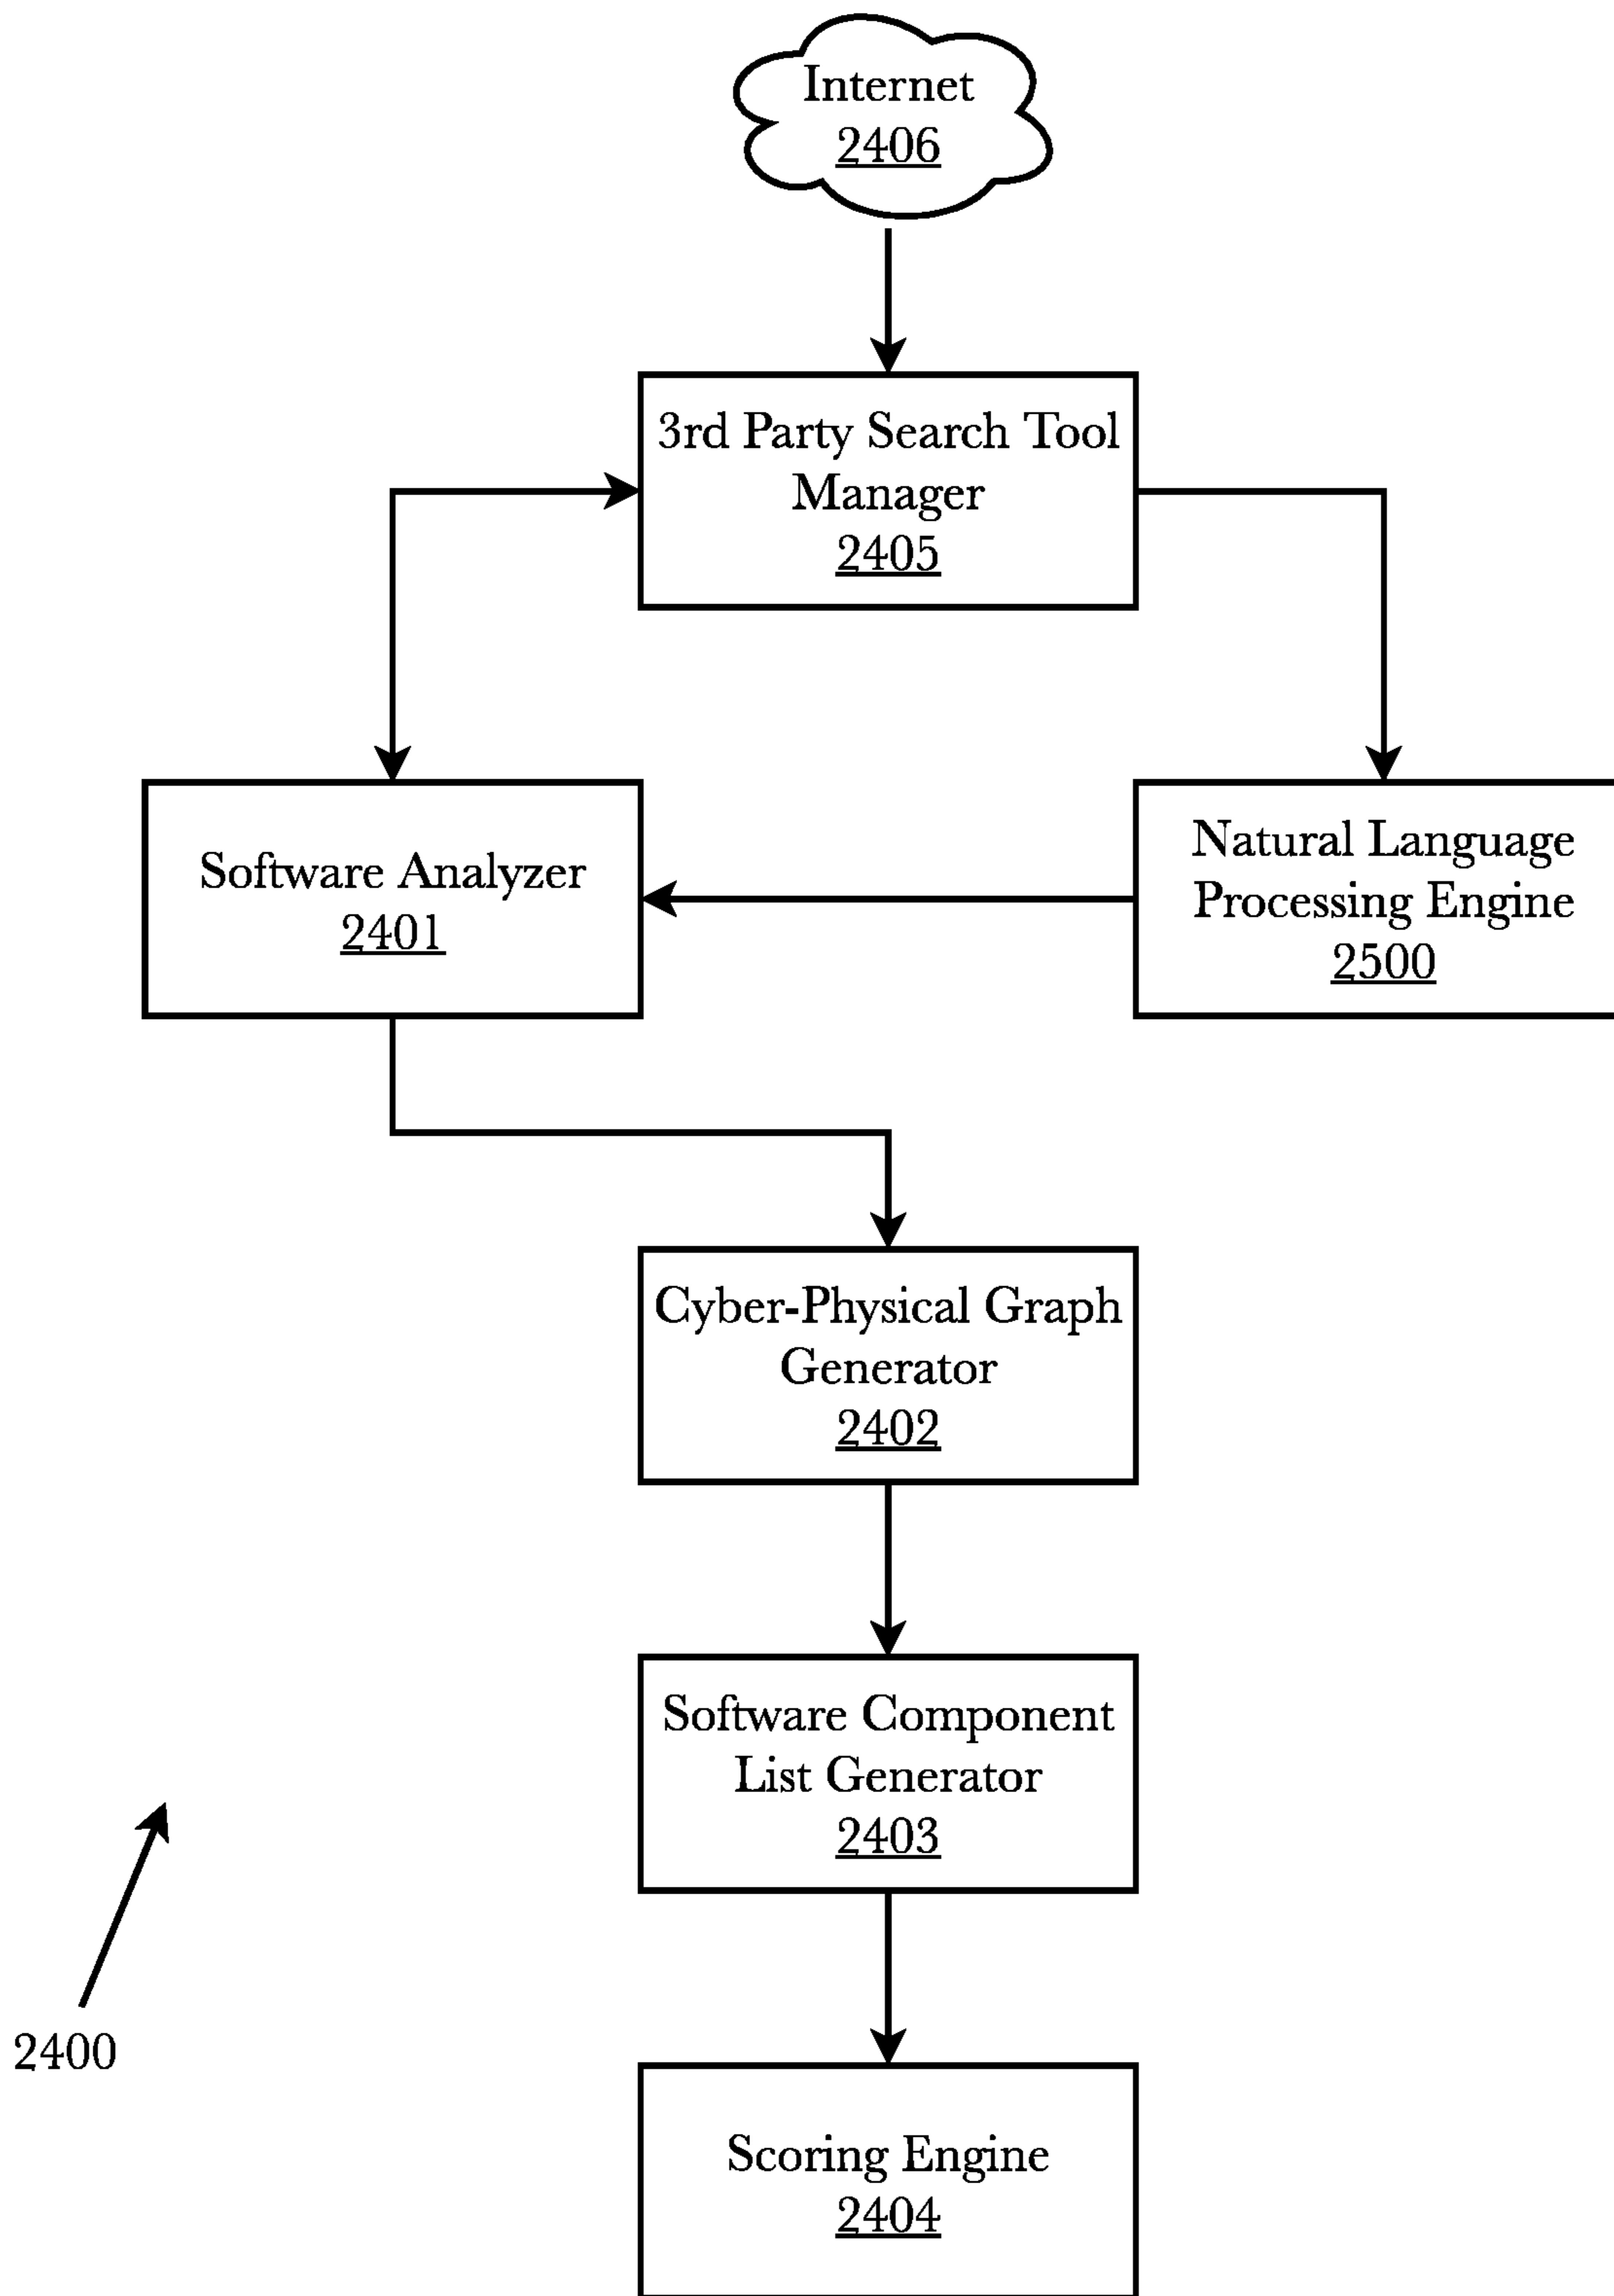 Internet
2406
3rd Party Search Tool
Manager
2405
Software Analyzer
2401
Natural Language
Processing Engine
2500
Cyber-Physical Graph
Generator
2402
Software Component
List Generator
2403
2400
Scoring Engine
2404